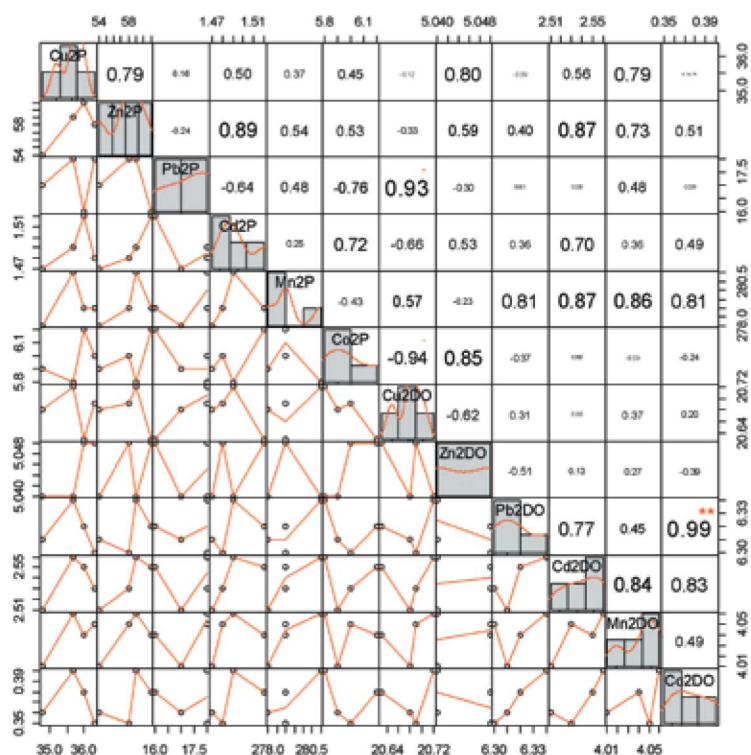 54 58 1.47 1.51 5.8 6.1 5.040 5.048 2.51 2.55 0.35 0.39
Cu2P 0.79 0.16 0.50 0.37 0.45 -0.12 0.80 0.56 0.79 35.0 36.0
54 58 Zn2P -0.24 0.89 0.54 0.53 -0.33 0.59 0.40 0.87 0.73 0.51
Pb2P -0.64 0.48 -0.76 0.93 -0.30 0.48 16.0 17.5
1.47 1.51 Cd2P 0.25 0.72 -0.66 0.53 0.36 0.70 0.36 0.49
Mn2P -0.43 0.57 -0.23 0.81 0.87 0.86 0.81 278.0 280.5
5.8 6.1 Co2P -0.94 0.85 -0.37 -0.24
Cu2DO -0.62 0.31 0.37 0.20 20.64 20.72
5.040 5.048 Zn2DO -0.51 0.13 0.27 -0.39
Pb2DO 0.77 0.45 0.99 ** 6.30 6.33
2.51 2.55 Cd2DO 0.84 0.83
Mn2DO 0.49 4.01 4.05
0.35 0.39 Co2DO
35.0 36.0 16.0 17.5 278.0 280.5 20.64 20.72 6.30 6.33 4.01 4.05